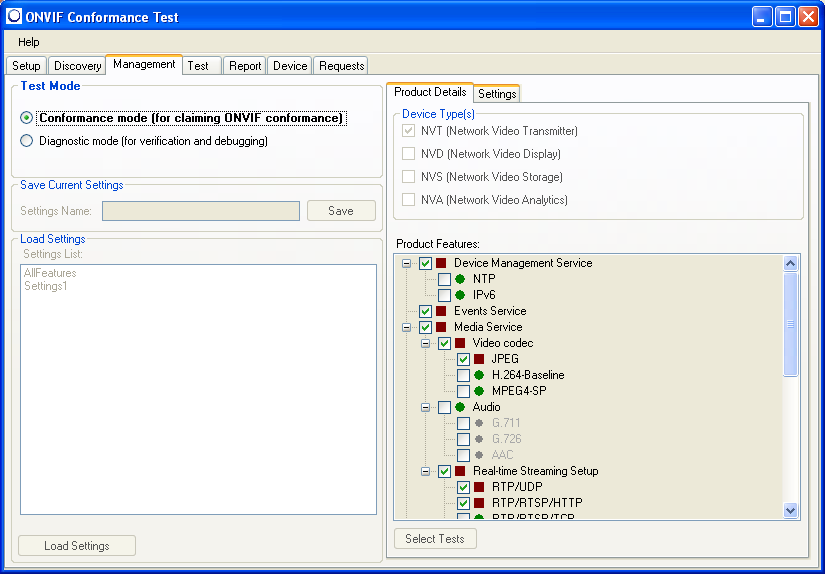 ONVIF Conformance Test
Help
Setup Discovery Management Test Report Device Requests
Test Mode
Conformance mode (for claiming ONVIF conformance)
Diagnostic mode (for verification and debugging)
Save Current Settings
Settings Name:
Save
Load Settings
Settings List:
AllFeatures
Settings1
Load Settings
Product Details Settings
Device Type(s)
NVT (Network Video Transmitter)
NVD (Network Video Display)
NVS (Network Video Storage)
NVA (Network Video Analytics)
Product Features:
Device Management Service
NTP
IPv6
Events Service
Media Service
Video codec
JPEG
H.264-Baseline
MPEG4-SP
Audio
G.711
G.726
AAC
Real-time Streaming Setup
RTP/UDP
RTP/RTSP/HTTP
RTP/RTSP/TCP
Select Tests